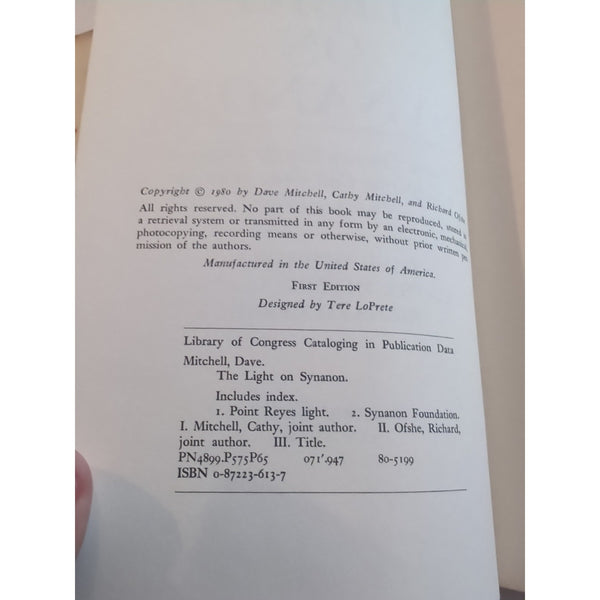 Copyright © 1980 by Dave Mitchell, Cathy Mitchell, and Richard Ofshe
All rights reserved. No part of this book may be reproduced, stored in
a retrieval system or transmitted in any form by an electronic, mechanical,
photocopying, recording means or otherwise, without prior written per-
mission of the authors.
Manufactured in the United States of America.
First Edition
Designed by Tere LoPrete
Library of Congress Cataloging in Publication Data
Mitchell, Dave.
The Light on Synanon.
Includes index.
1. Point Reyes light. 2. Synanon Foundation.
I. Mitchell, Cathy, joint author. II. Ofshe, Richard,
joint author. III. Title.
PN4899.P575P65 071'.947 80-5199
ISBN 0-87223-613-7